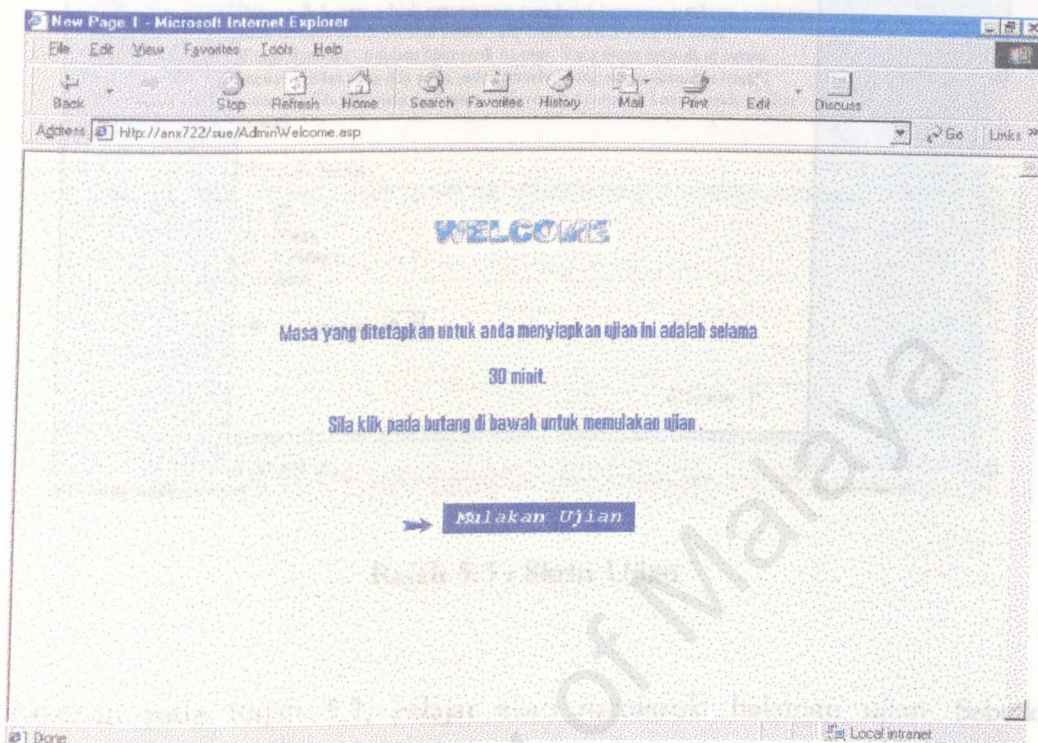 New Page 1 - Microsoft Internet Explorer
File Edit View Favorites Tools Help
Back Stop Refresh Home Search Favorites History Mail Print Edit Discuss
Address http://anx722/sue/AdminWelcome.asp Go Links »
WELCOME
Masa yang ditetapkan untuk anda menyiapkan ujian ini adalah selama
30 minit.
Sila klik pada butang di bawah untuk memulakan ujian .
Mulakan Ujian
Rajah 5.3 : Skrin Ujian
of Malaya
Done Local intranet